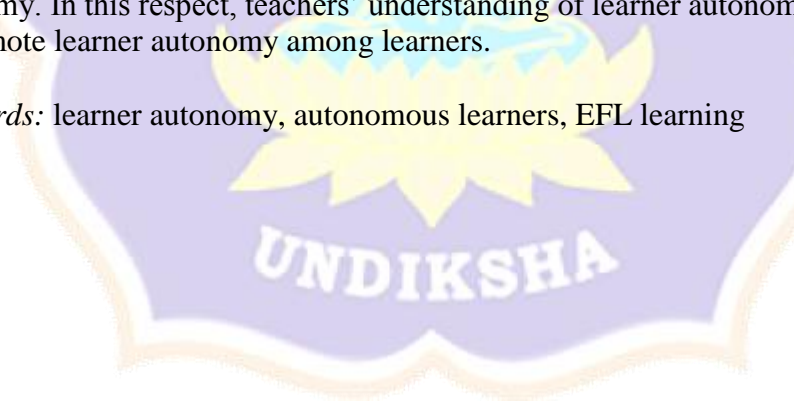 my. In this respect, teachers’ understanding of learner autonom
note learner autonomy among learners.
rds: learner autonomy, autonomous learners, EFL learning
UNDIKSHA